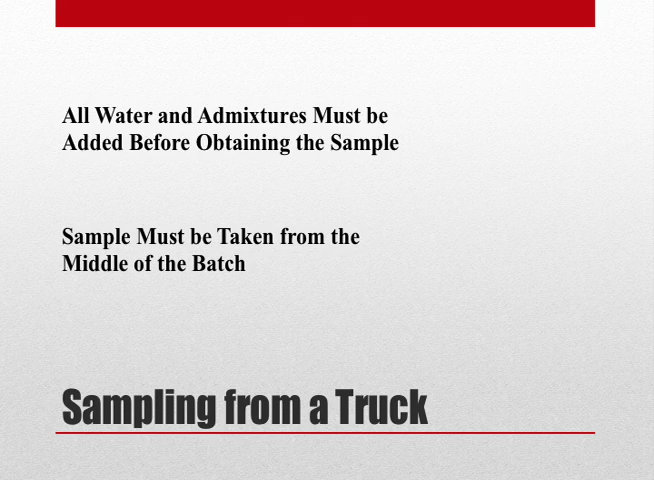 All Water and Admixtures Must be
Added Before Obtaining the Sample
Sample Must be Taken from the
Middle of the Batch
Sampling from a Truck